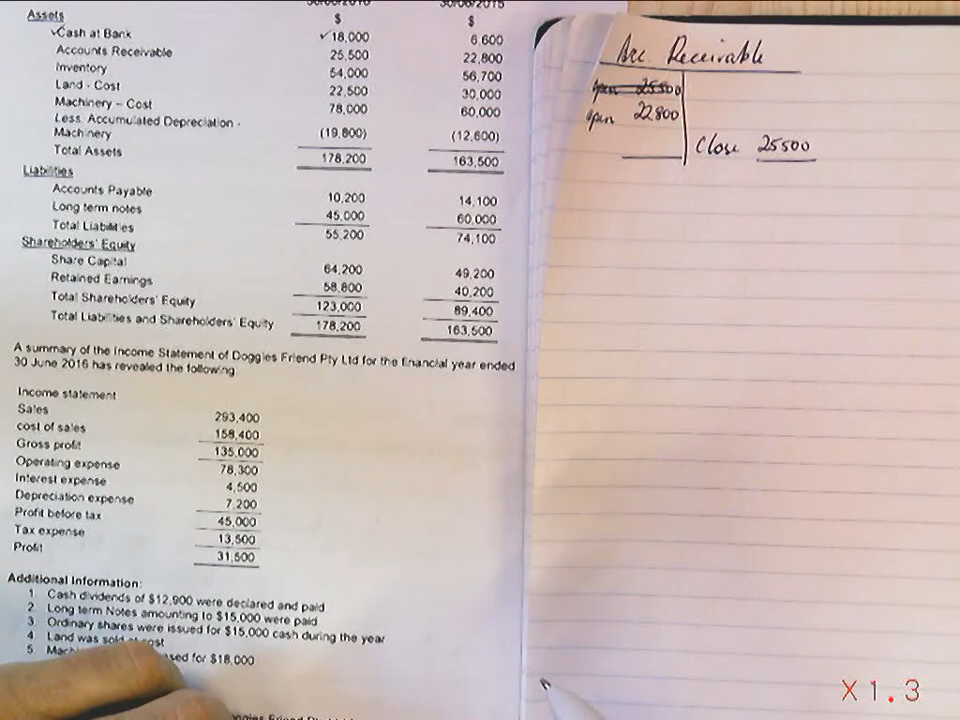 30/06/2016 30/06/2015
Assets $ $
✓Cash at Bank ✓18,000 6,600
Accounts Receivable 25,500 22,800
Inventory 54,000 56,700
Land - Cost 22,500 30,000
Machinery – Cost 78,000 60,000
Less Accumulated Depreciation -
Machinery (19,800) (12,600)
Total Assets 178,200 163,500
Liabilities
Accounts Payable 10,200 14,100
Long term notes 45,000 60,000
Total Liabilities 55,200 74,100
Shareholders' Equity
Share Capital 64,200 49,200
Retained Earnings 58,800 40,200
Total Shareholders' Equity 123,000 89,400
Total Liabilities and Shareholders' Equity 178,200 163,500
A summary of the Income Statement of Doggies Friend Pty Ltd for the financial year ended
30 June 2016 has revealed the following
Income statement
Sales 293,400
cost of sales 158,400
Gross profit 135,000
Operating expense 78,300
Interest expense 4,500
Depreciation expense 7,200
Profit before tax 45,000
Tax expense 13,500
Profit 31,500
Additional Information:
1 Cash dividends of $12,900 were declared and paid
2 Long term Notes amounting to $15,000 were paid
3 Ordinary shares were issued for $15,000 cash during the year
4 Land was sold at cost
5 for $18,000
Acc Receivable
open 25500
open 22800
Close 25500
X1.3